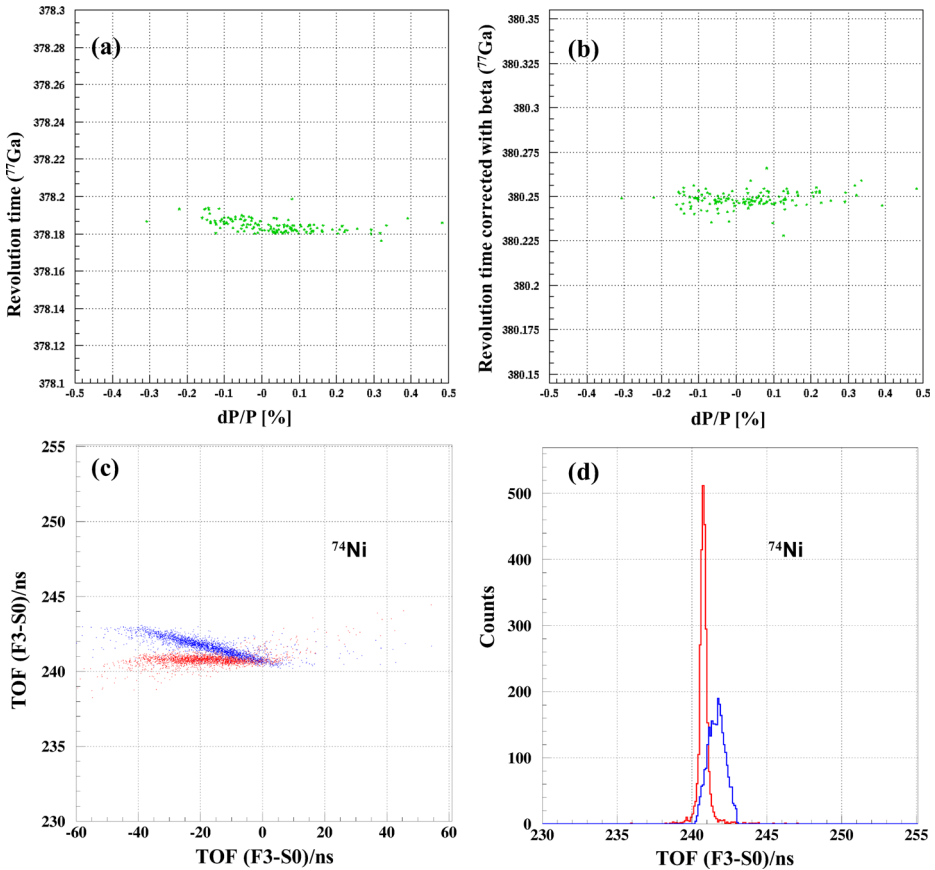 (a)
Revolution time (⁷⁷Ga)
378.3
378.28
378.26
378.24
378.22
378.2
378.18
378.16
378.14
378.12
378.1
-0.5 -0.4 -0.3 -0.2 -0.1 -0 0.1 0.2 0.3 0.4 0.5
dP/P [%]
(b)
Revolution time corrected with beta (⁷⁷Ga)
380.35
380.325
380.3
380.275
380.25
380.225
380.2
380.175
380.15
-0.5 -0.4 -0.3 -0.2 -0.1 -0 0.1 0.2 0.3 0.4 0.5
dP/P [%]
(c)
⁷⁴Ni
TOF (F3-S0)/ns
255
250
245
240
235
230
-60 -40 -20 0 20 40 60
TOF (F3-S0)/ns
(d)
⁷⁴Ni
Counts
500
400
300
200
100
0
230 235 240 245 250 255
TOF (F3-S0)/ns